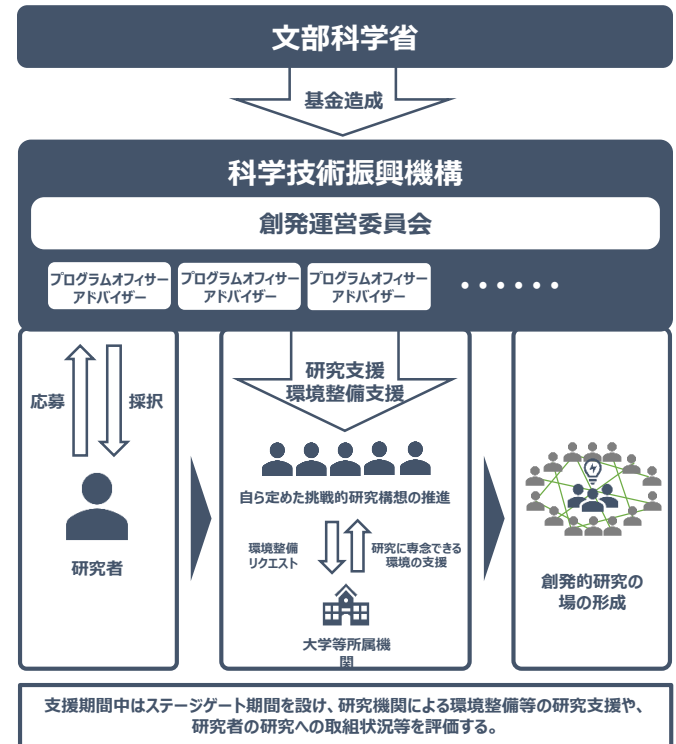 文部科学省
基金造成
科学技術振興機構
創発運営委員会
プログラムオフィサー
アドバイザー
プログラムオフィサー
アドバイザー
プログラムオフィサー
アドバイザー
・・・・・・
応募
採択
研究者
研究支援
環境整備支援
自ら定めた挑戦的研究構想の推進
環境整備
リクエスト
研究に専念できる
環境の支援
大学等所属機
関
創発的研究の
場の形成
支援期間中はステージゲート期間を設け、研究機関による環境整備等の研究支援や、
研究者の研究への取組状況等を評価する。